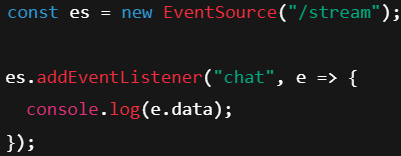 const es = new EventSource("/stream");

es.addEventListener("chat", e => {
  console.log(e.data);
});